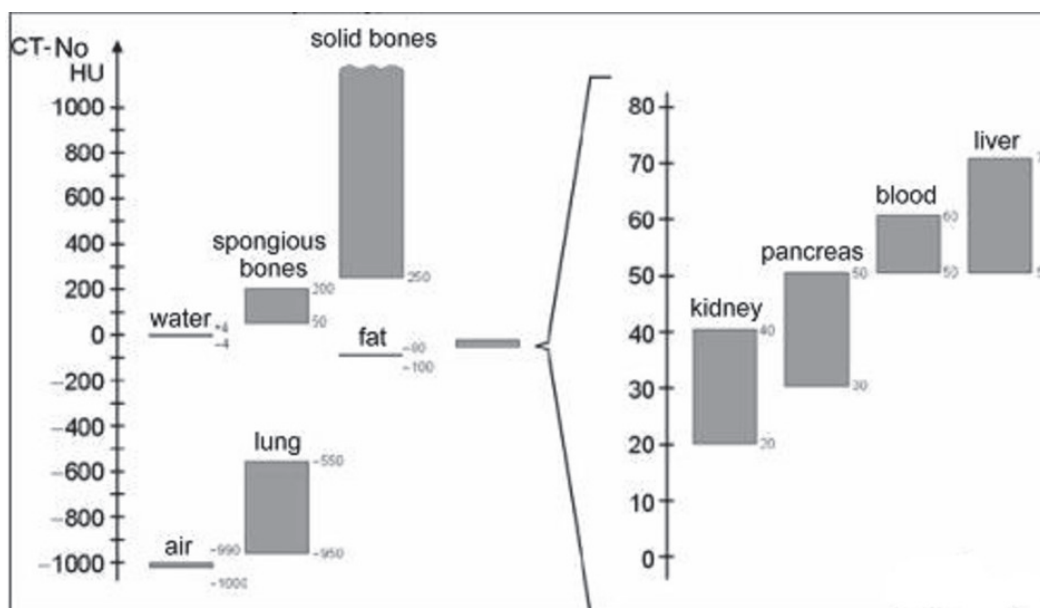 CT-No
HU
1000
800
600
400
200
0
−200
−400
−600
−800
−1000
solid bones
250
spongious
bones
200
50
water
+4
−4
fat
−90
−100
lung
−550
−950
air
−990
−1000
80
70
60
50
40
30
20
10
0
kidney
40
20
pancreas
50
30
blood
60
50
liver